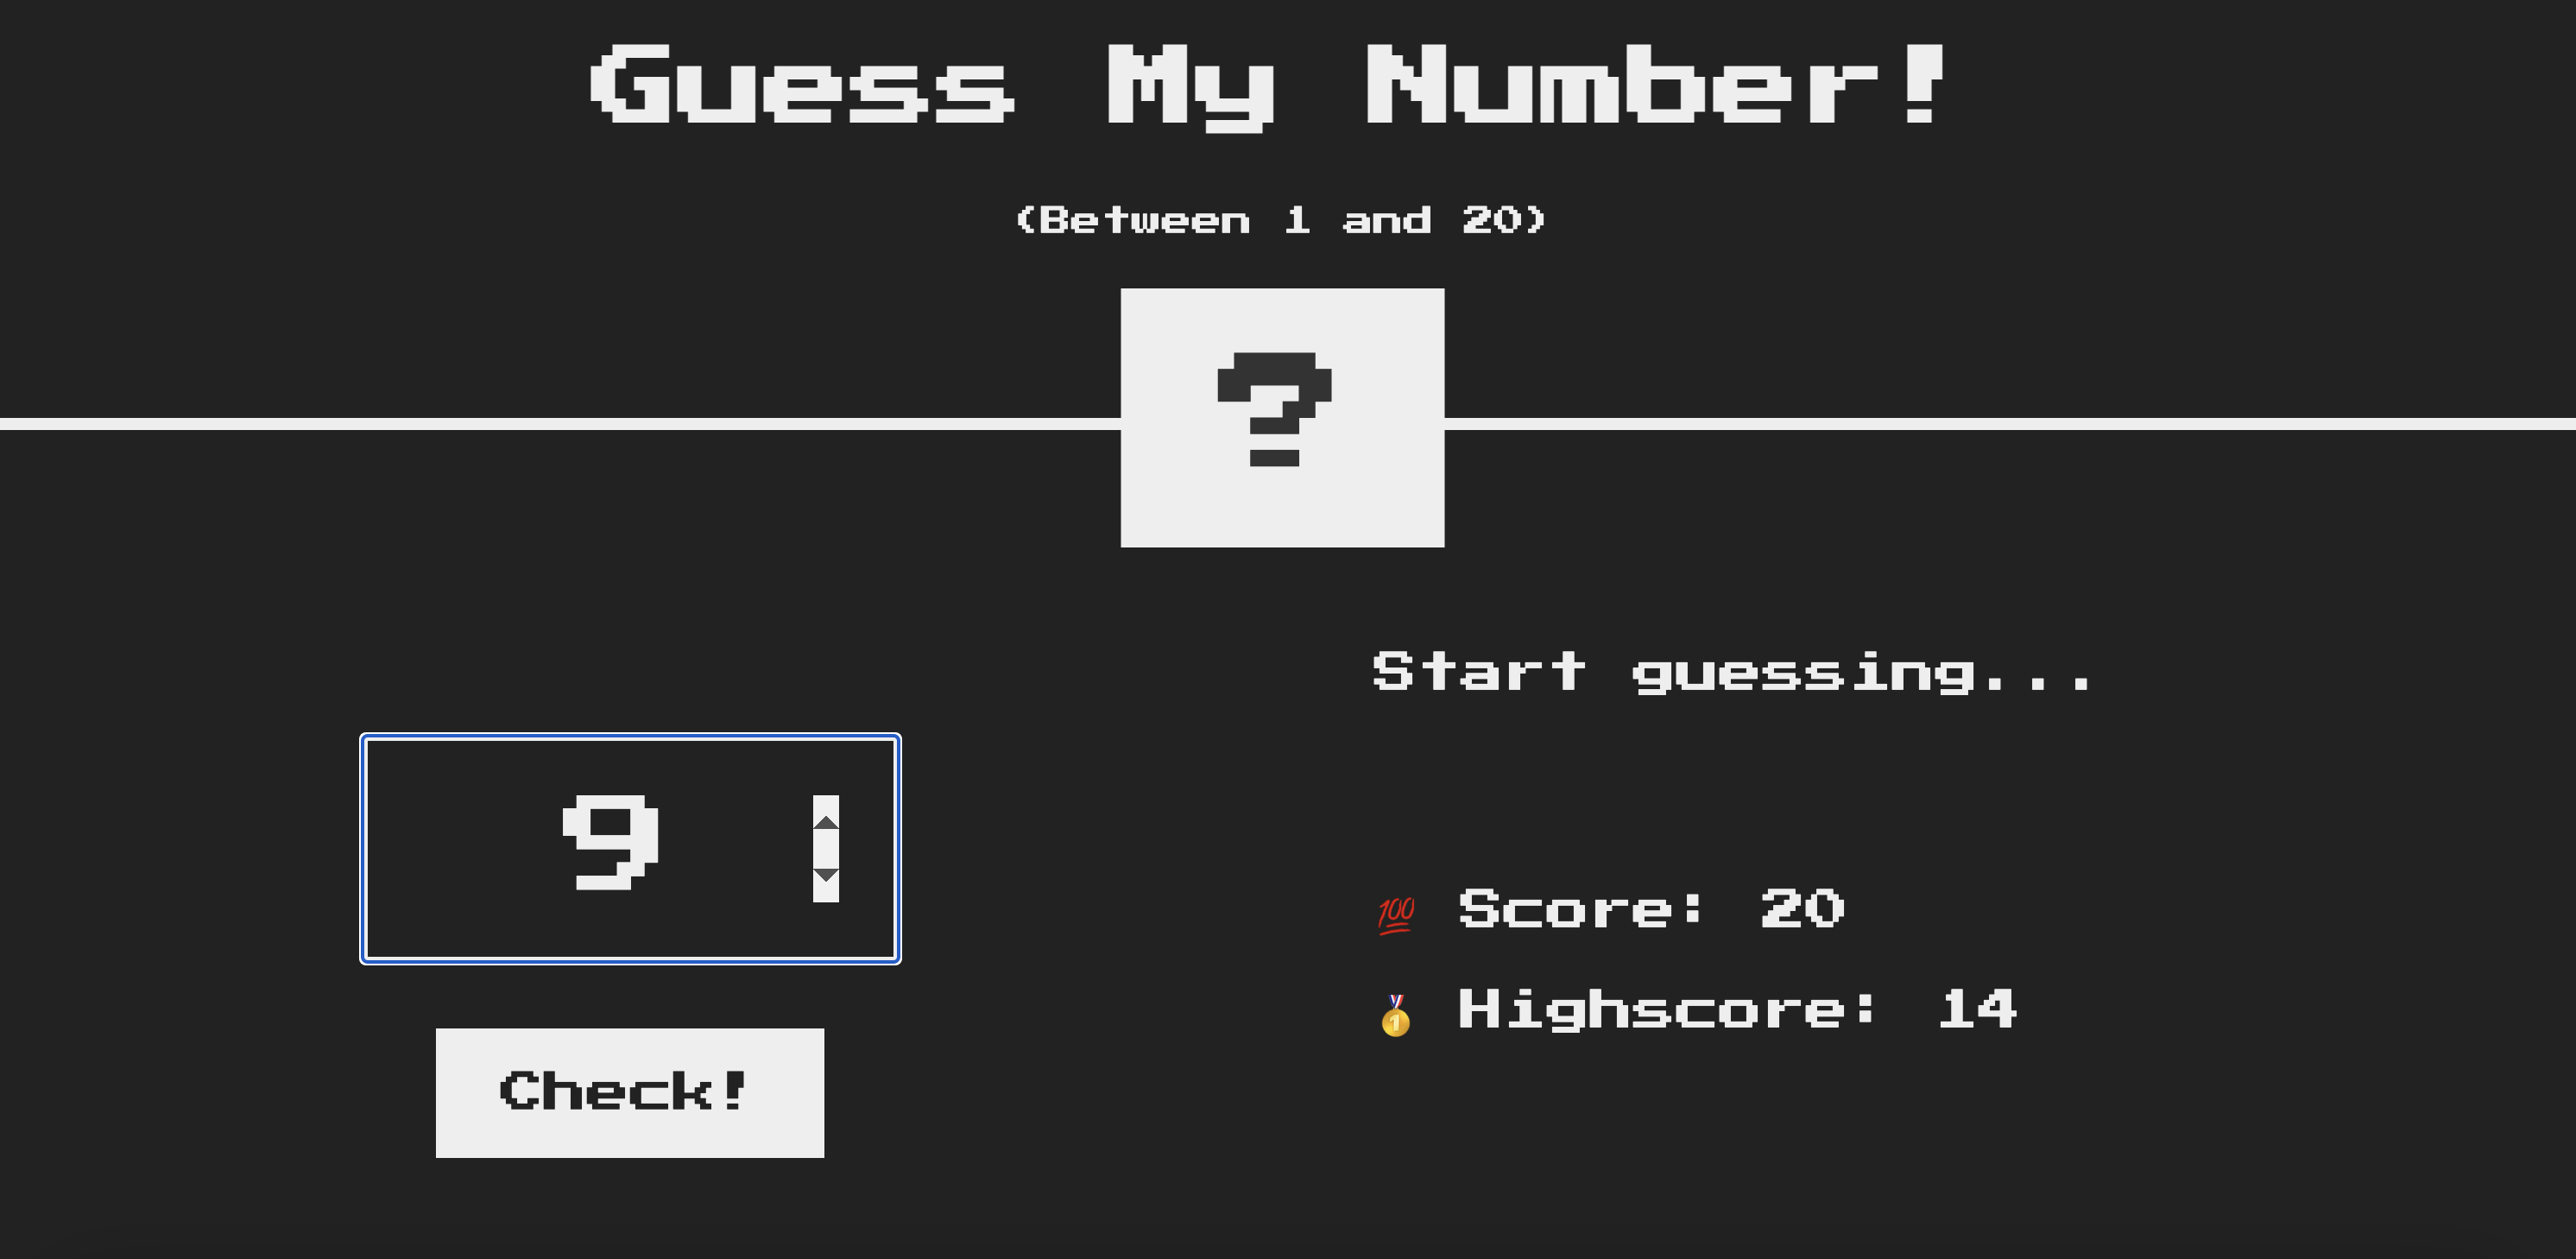 Guess My Number!
(Between 1 and 20)
?
Start guessing...
9
💯 Score: 20
🥇 Highscore: 14
Check!